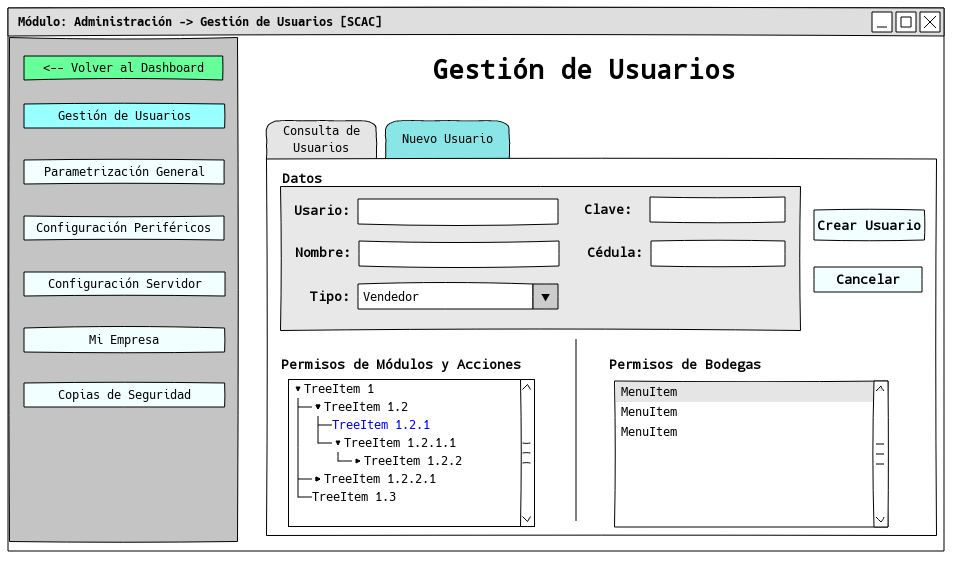 Módulo: Administración -> Gestión de Usuarios [SCAC]
<-- Volver al Dashboard
Gestión de Usuarios
Parametrización General
Configuración Periféricos
Configuración Servidor
Mi Empresa
Copias de Seguridad
Gestión de Usuarios
Consulta de
Usuarios
Nuevo Usuario
Datos
Usario:
Clave:
Nombre:
Cédula:
Tipo:
Vendedor
Crear Usuario
Cancelar
Permisos de Módulos y Acciones
TreeItem 1
TreeItem 1.2
TreeItem 1.2.1
TreeItem 1.2.1.1
TreeItem 1.2.2
TreeItem 1.2.2.1
TreeItem 1.3
Permisos de Bodegas
MenuItem
MenuItem
MenuItem